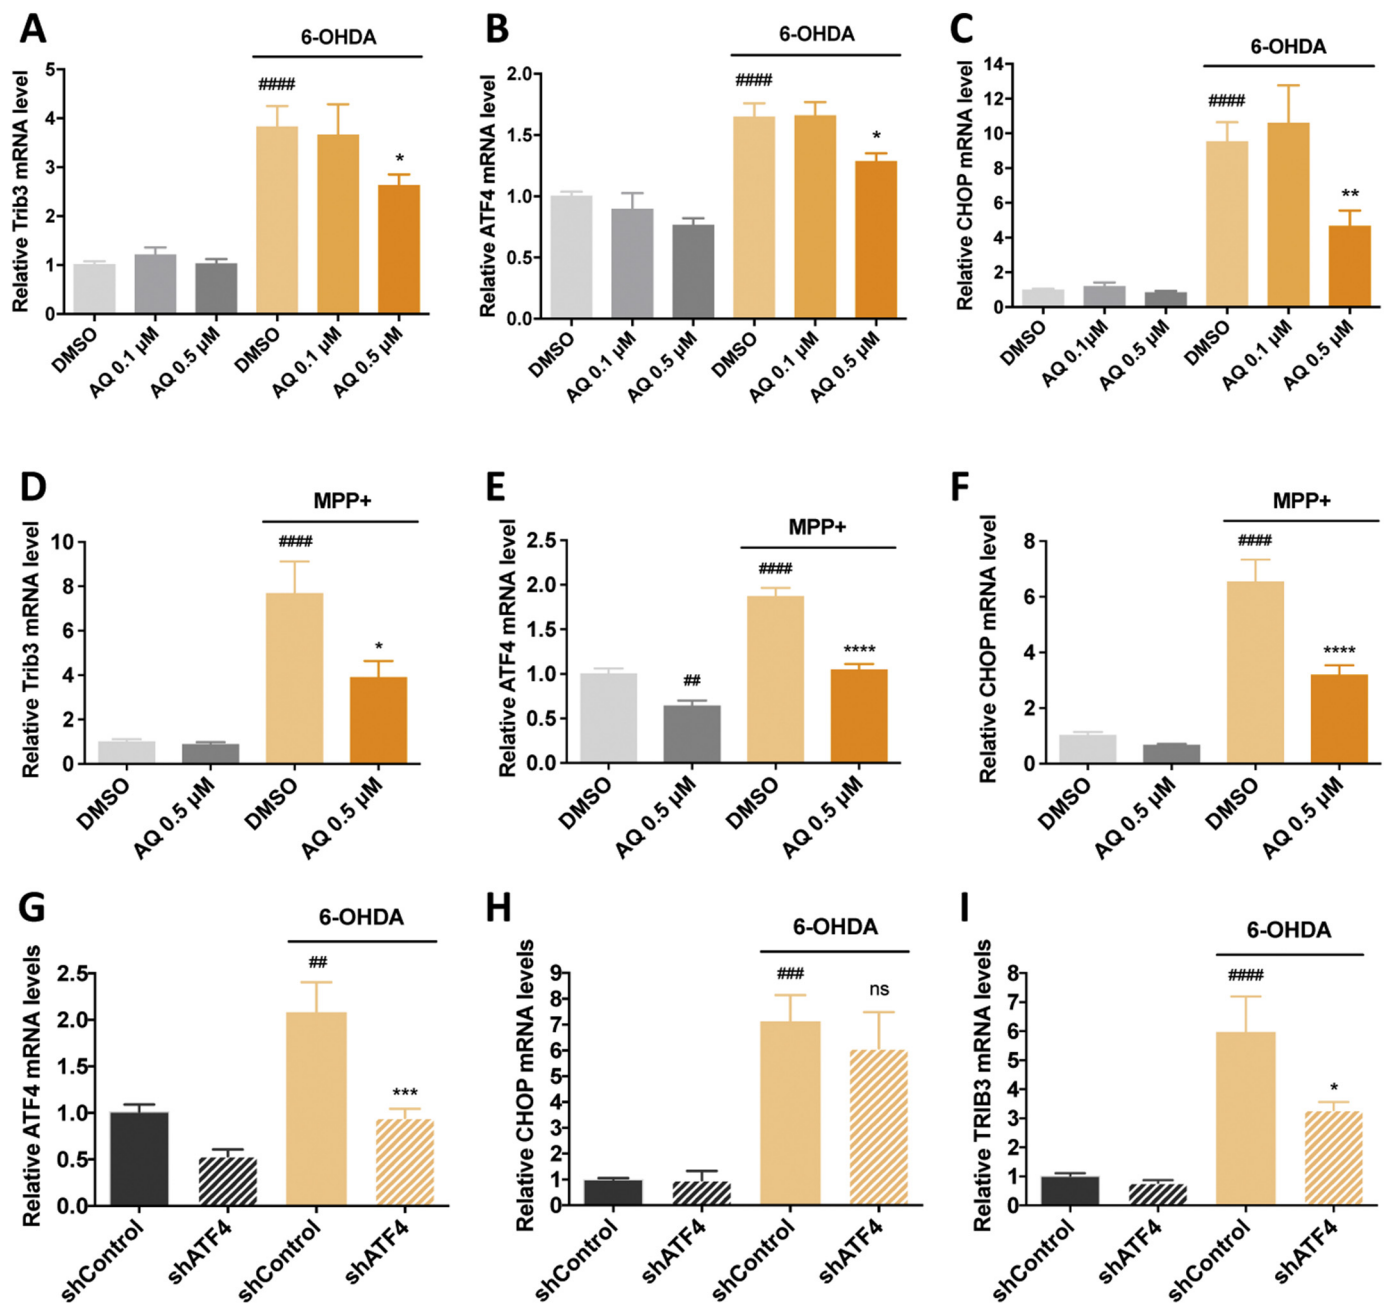 A
6-OHDA
Relative Trib3 mRNA level
5
4
3
2
1
0
####
*
DMSO
AQ 0.1 µM
AQ 0.5 µM
DMSO
AQ 0.1 µM
AQ 0.5 µM
B
6-OHDA
Relative ATF4 mRNA level
2.0
1.5
1.0
0.5
0.0
####
*
DMSO
AQ 0.1 µM
AQ 0.5 µM
DMSO
AQ 0.1 µM
AQ 0.5 µM
C
6-OHDA
Relative CHOP mRNA level
14
12
10
8
6
4
2
0
####
**
DMSO
AQ 0.1µM
AQ 0.5 µM
DMSO
AQ 0.1 µM
AQ 0.5 µM
D
MPP+
Relative Trib3 mRNA level
10
8
6
4
2
0
####
*
DMSO
AQ 0.5 µM
DMSO
AQ 0.5 µM
E
MPP+
Relative ATF4 mRNA level
2.5
2.0
1.5
1.0
0.5
0.0
##
####
****
DMSO
AQ 0.5 µM
DMSO
AQ 0.5 µM
F
MPP+
Relative CHOP mRNA level
8
6
4
2
0
####
****
DMSO
AQ 0.5 µM
DMSO
AQ 0.5 µM
G
6-OHDA
Relative ATF4 mRNA levels
2.5
2.0
1.5
1.0
0.5
0.0
##
***
shControl
shATF4
shControl
shATF4
H
6-OHDA
Relative CHOP mRNA levels
9
8
7
6
5
4
3
2
1
0
###
ns
shControl
shATF4
shControl
shATF4
I
6-OHDA
Relative TRIB3 mRNA levels
8
7
6
5
4
3
2
1
0
####
*
shControl
shATF4
shControl
shATF4